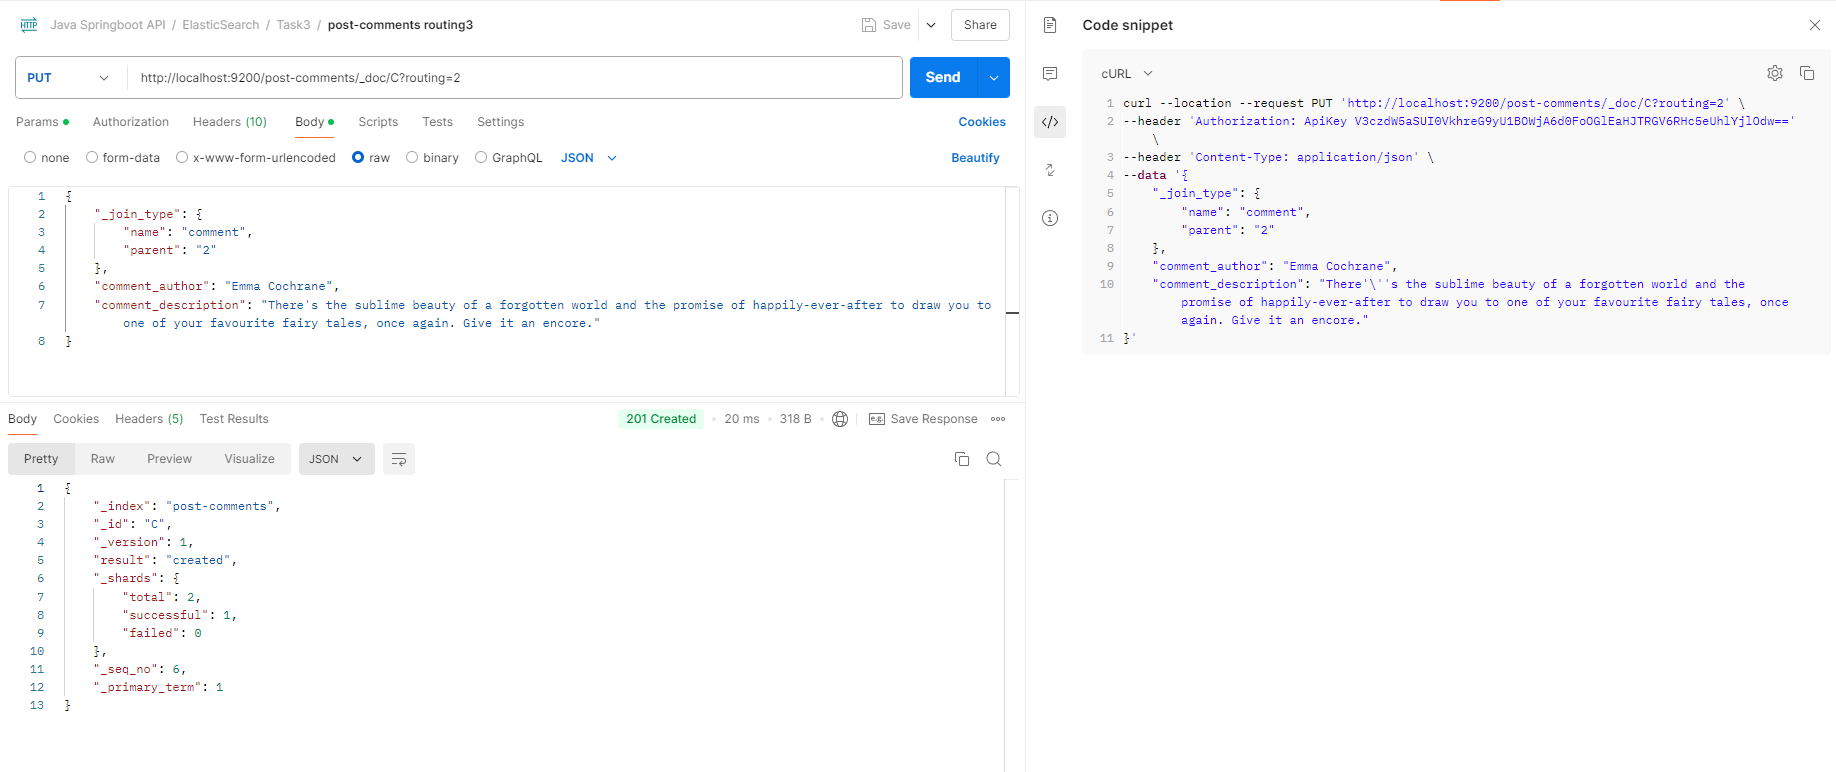 HTTP Java Springboot API / ElasticSearch / Task3 / post-comments routing3
Save
Share
PUT http://localhost:9200/post-comments/_doc/C?routing=2
Send
Params Authorization Headers (10) Body Scripts Tests Settings Cookies
none form-data x-www-form-urlencoded raw binary GraphQL JSON Beautify
1 {
2 "_join_type": {
3 "name": "comment",
4 "parent": "2"
5 },
6 "comment_author": "Emma Cochrane",
7 "comment_description": "There's the sublime beauty of a forgotten world and the promise of happily-ever-after to draw you to
one of your favourite fairy tales, once again. Give it an encore."
8 }
Body Cookies Headers (5) Test Results 201 Created 20 ms 318 B e.g. Save Response
Pretty Raw Preview Visualize JSON
1 {
2 "_index": "post-comments",
3 "_id": "C",
4 "_version": 1,
5 "result": "created",
6 "_shards": {
7 "total": 2,
8 "successful": 1,
9 "failed": 0
10 },
11 "_seq_no": 6,
12 "_primary_term": 1
13 }
Code snippet
cURL
1 curl --location --request PUT 'http://localhost:9200/post-comments/_doc/C?routing=2' \
2 --header 'Authorization: ApiKey V3czdW5aSUI0VkhreG9yU1BOWjA6d0FoOGlEaHJTRGV6RHc5eUhlYjlOdw=='
\
3 --header 'Content-Type: application/json' \
4 --data '{
5 "_join_type": {
6 "name": "comment",
7 "parent": "2"
8 },
9 "comment_author": "Emma Cochrane",
10 "comment_description": "There'\''s the sublime beauty of a forgotten world and the
promise of happily-ever-after to draw you to one of your favourite fairy tales, once
again. Give it an encore."
11 }'